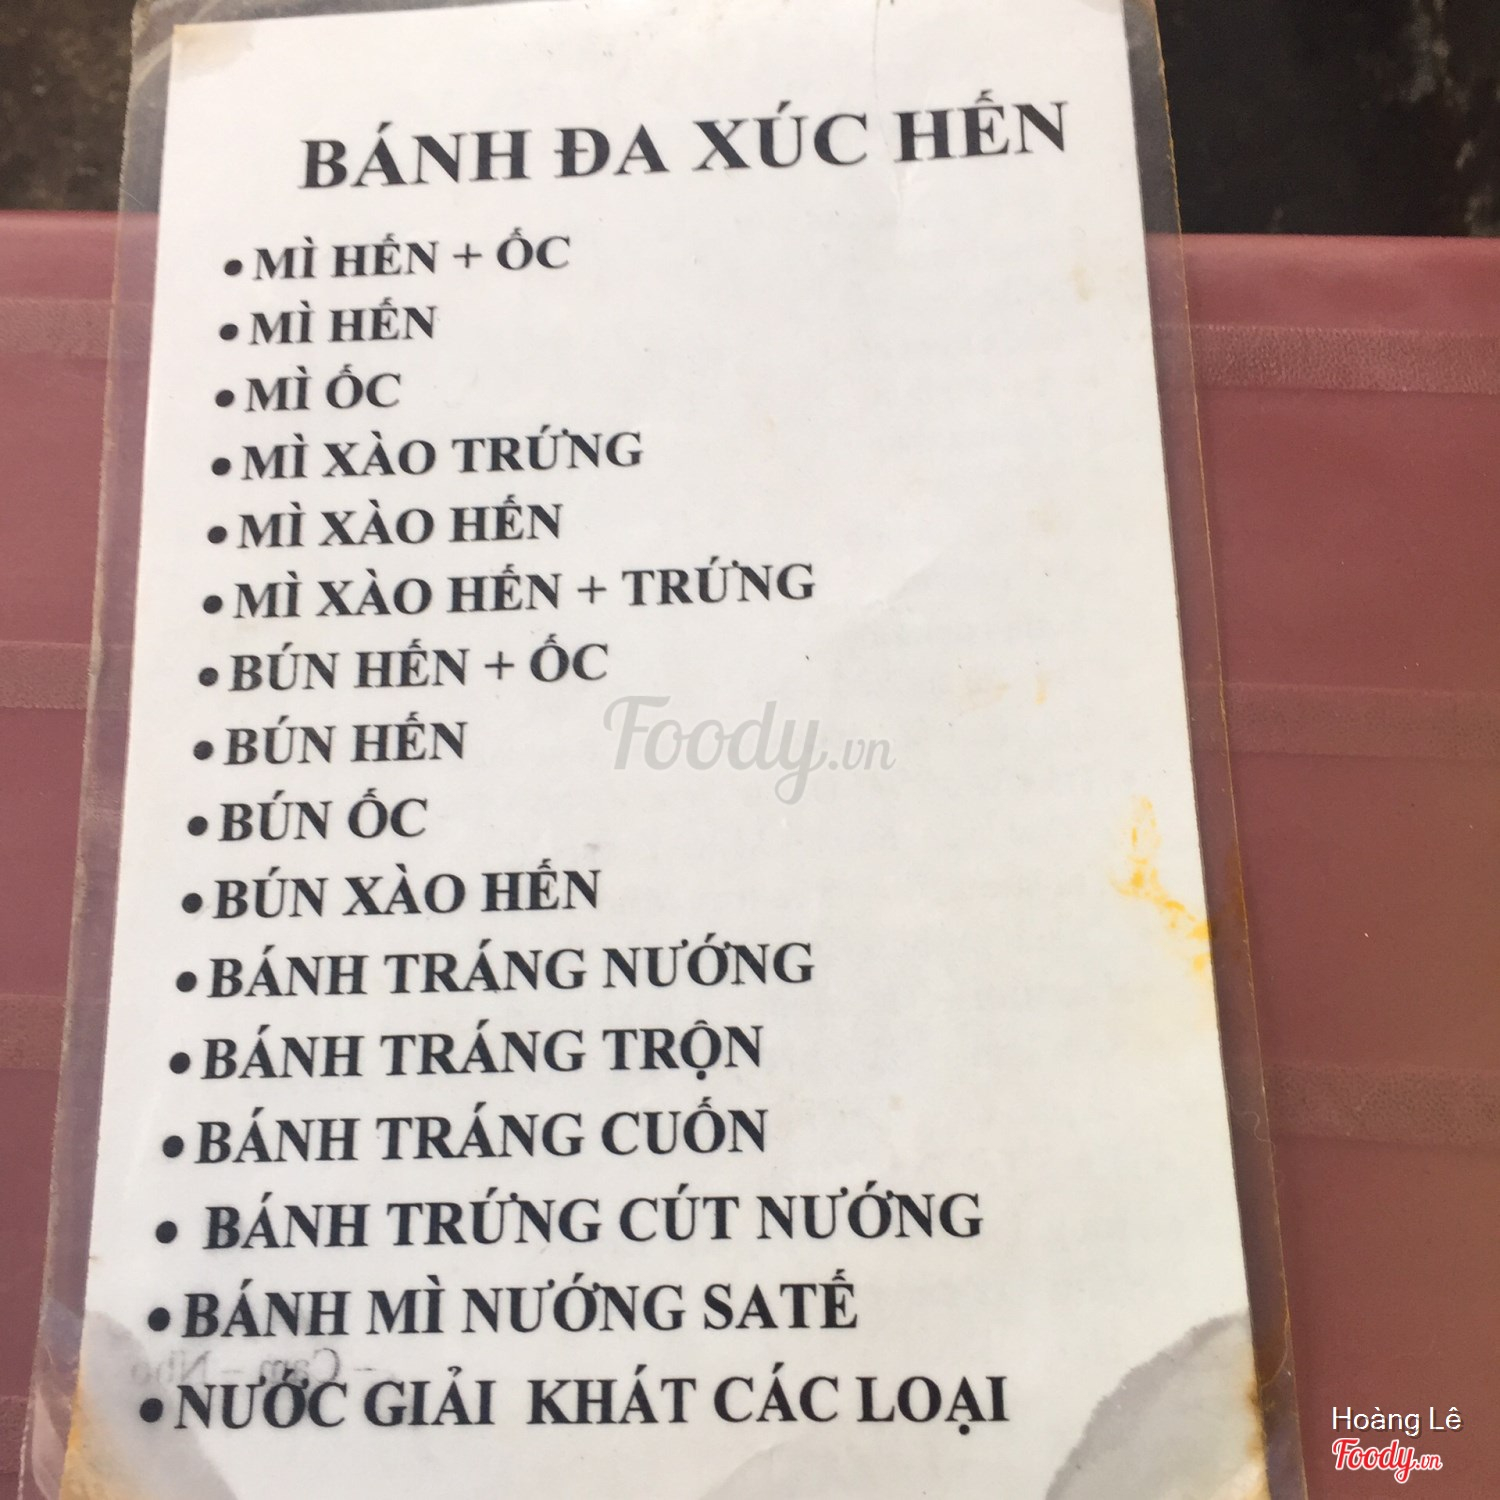 BÁNH ĐA XÚC HẾN
• MÌ HẾN + ỐC
• MÌ HẾN
• MÌ ỐC
• MÌ XÀO TRỨNG
• MÌ XÀO HẾN
• MÌ XÀO HẾN + TRỨNG
• BÚN HẾN + ỐC
• BÚN HẾN
• BÚN ỐC
• BÚN XÀO HẾN
• BÁNH TRÁNG NƯỚNG
• BÁNH TRÁNG TRỘN
• BÁNH TRÁNG CUỐN
• BÁNH TRỨNG CÚT NƯỚNG
• BÁNH MÌ NƯỚNG SATẾ
• NƯỚC GIẢI KHÁT CÁC LOẠI
Foody.vn
Hoàng Lê
Foody.vn